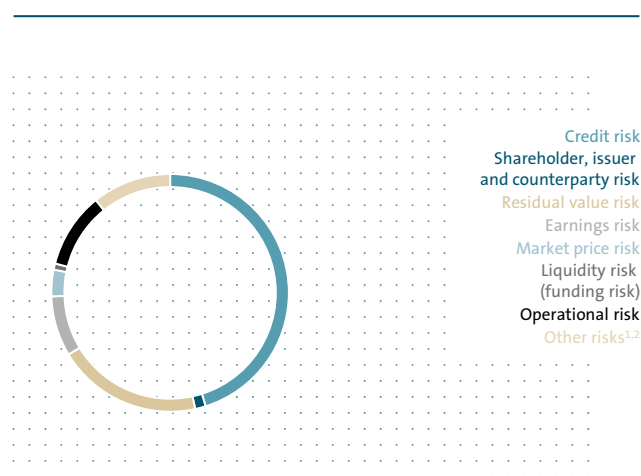 Credit risk
Shareholder, issuer
and counterparty risk
Residual value risk
Earnings risk
Market price risk
Liquidity risk
(funding risk)
Operational risk
Other risks¹,²